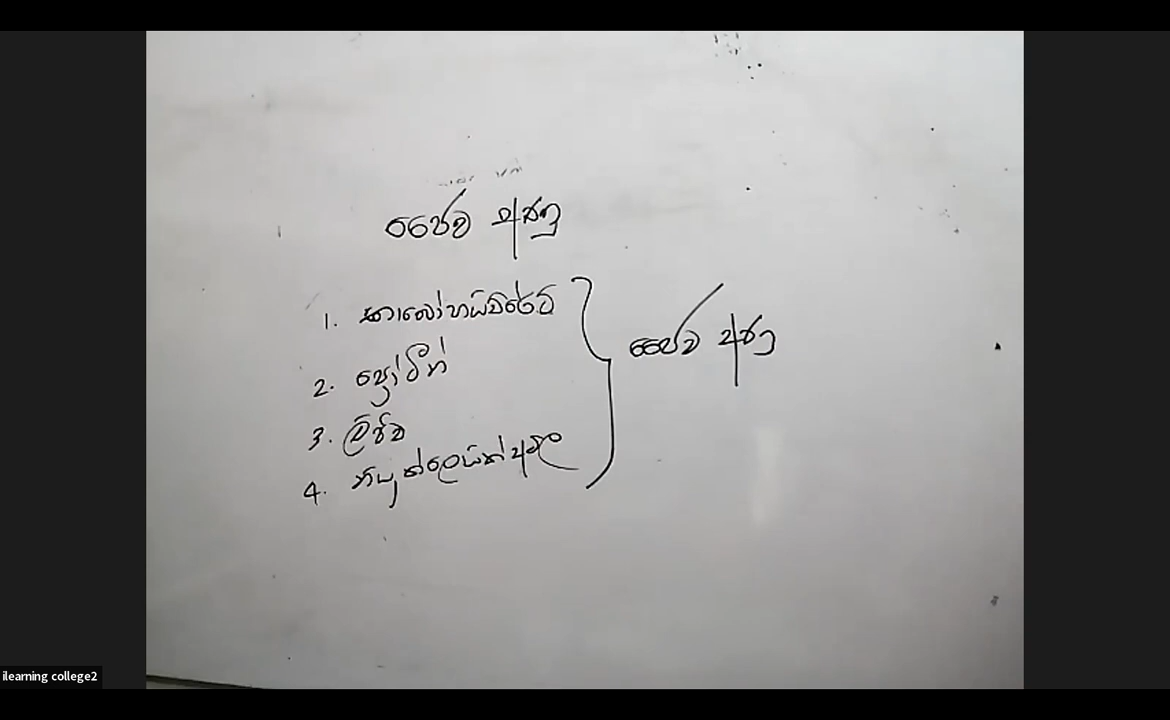 ජෛව අණු
1. කාබෝහයිඩ්රේට්
2. ප්‍රෝටීන්
3. ලිපිඩ
4. නියුක්ලෙයික් අම්ල
ජෛව අණු
ilearning college2